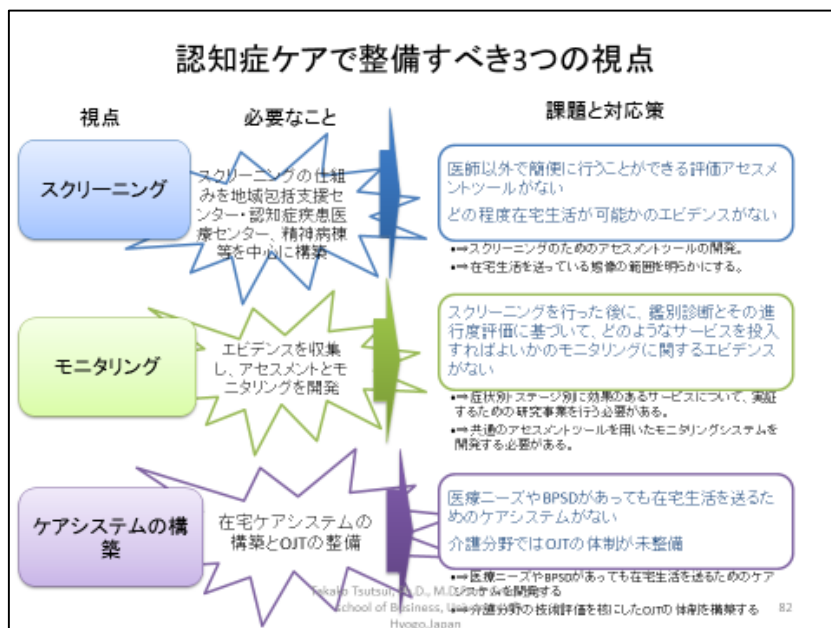 認知症ケアで整備すべき3つの視点
視点
必要なこと
課題と対応策
スクリーニング
スクリーニングの仕組
みを地域包括支援セ
ンター・認知症疾患医
療センター、精神病棟
等を中心に構築
医師以外で簡便に行うことができる評価アセスメ
ントツールがない
どの程度在宅生活が可能かのエビデンスがない
•⇒スクリーニングのためのアセスメントツールの開発。
•⇒在宅生活を送っている態像の範囲を明らかにする。
モニタリング
エビデンスを収集
し、アセスメントとモ
ニタリングを開発
スクリーニングを行った後に、鑑別診断とその進
行度評価に基づいて、どのようなサービスを投入
すればよいかのモニタリングに関するエビデンス
がない
•⇒症状別・ステージ別に効果のあるサービスについて、実証
するための研究事業を行う必要がある。
•⇒共通のアセスメントツールを用いたモニタリングシステムを
開発する必要がある。
ケアシステムの構
築
在宅ケアシステムの
構築とOJTの整備
医療ニーズやBPSDがあっても在宅生活を送るた
めのケアシステムがない
介護分野ではOJTの体制が未整備
•⇒医療ニーズやBPSDがあっても在宅生活を送るためのケア
システムを開発する
•⇒介護分野の技術評価を核にしたOJTの体制を構築する
Takako Tsutsui, Ph.D., M.D.
School of Business,
Hyogo,Japan
82